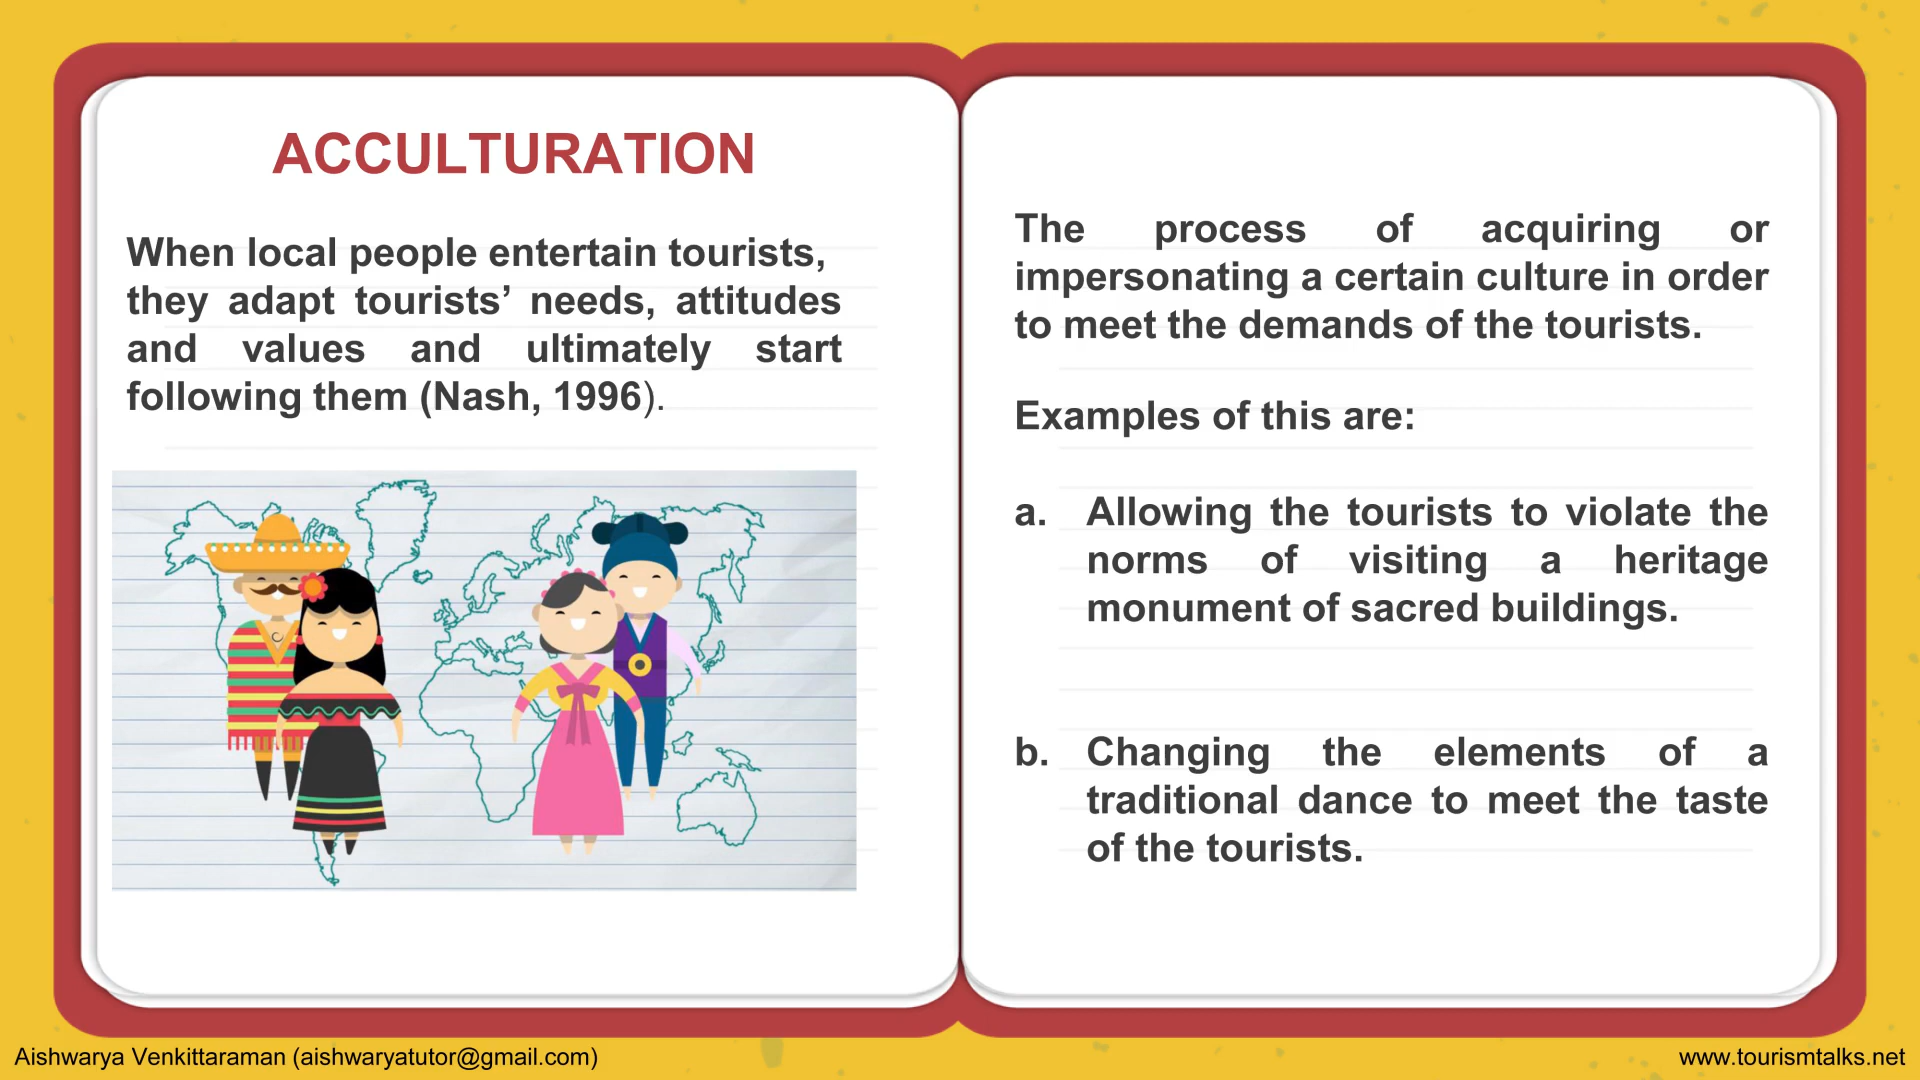 ACCULTURATION
When local people entertain tourists,
they adapt tourists’ needs, attitudes
and values and ultimately start
following them (Nash, 1996).
The process of acquiring or
impersonating a certain culture in order
to meet the demands of the tourists.
Examples of this are:
a. Allowing the tourists to violate the
norms of visiting a heritage
monument of sacred buildings.
b. Changing the elements of a
traditional dance to meet the taste
of the tourists.
Aishwarya Venkittaraman (aishwaryatutor@gmail.com)
www.tourismtalks.net